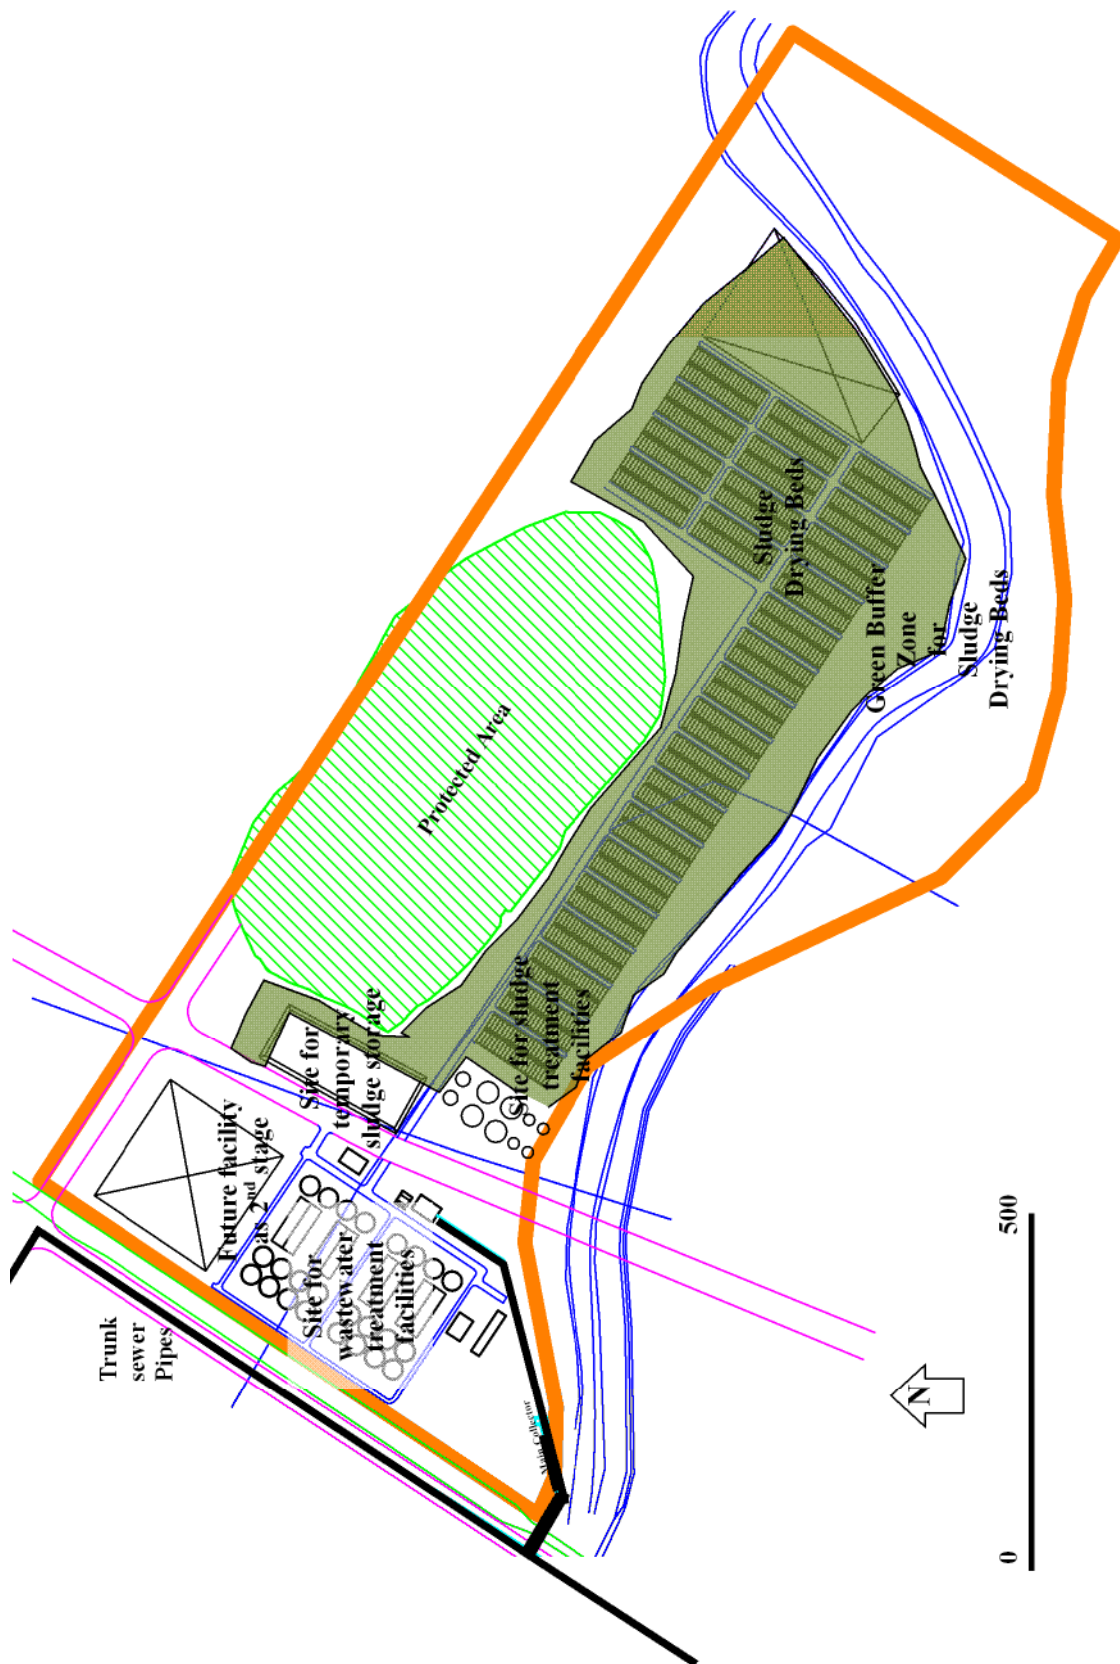 Trunk
sewer
Pipes
Future facility
as 2nd stage
Site for
wastewater
treatment
facilities
Site for
temporary
sludge storage
Main Collector
Site for sludge
treatment
facilities
Protected Area
Sludge
Drying Beds
Green Buffer
Zone
for
Sludge
Drying Beds
N
0
500